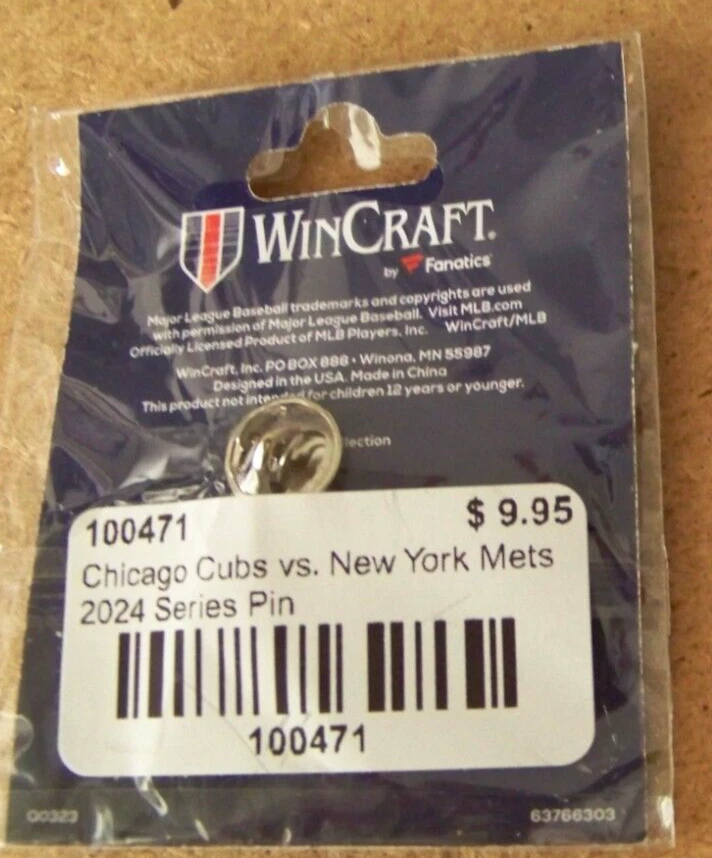 WINCRAFT®
by Fanatics
Major League Baseball trademarks and copyrights are used
with permission of Major League Baseball. Visit MLB.com
Officially Licensed Product of MLB Players, Inc. WinCraft/MLB
WinCraft, Inc. PO BOX 888 • Winona, MN 55987
Designed in the USA. Made in China
This product not intended for children 12 years or younger.
lection
100471 $ 9.95
Chicago Cubs vs. New York Mets
2024 Series Pin
100471
Q0323 63766303